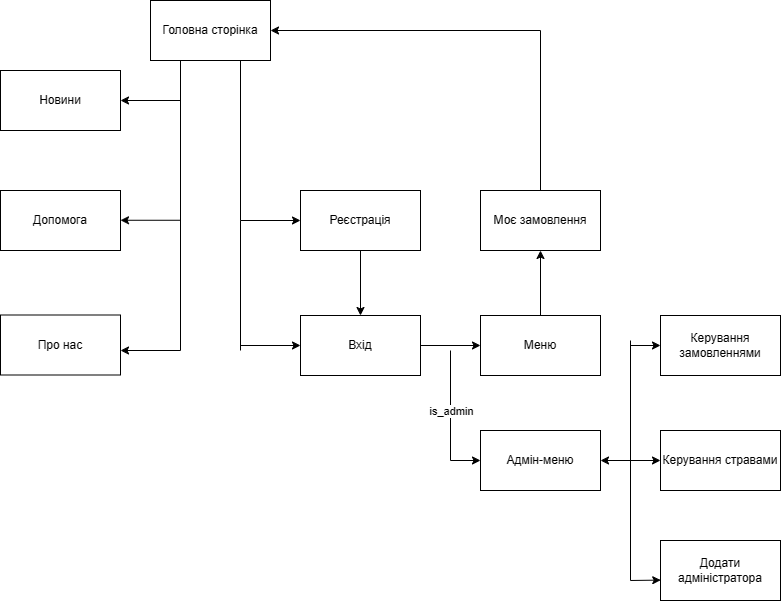 Головна сторінка
Новини
Допомога
Реєстрація
Моє замовлення
Про нас
Вхід
Меню
Керування
замовленнями
is_admin
Адмін-меню
Керування стравами
Додати
адміністратора